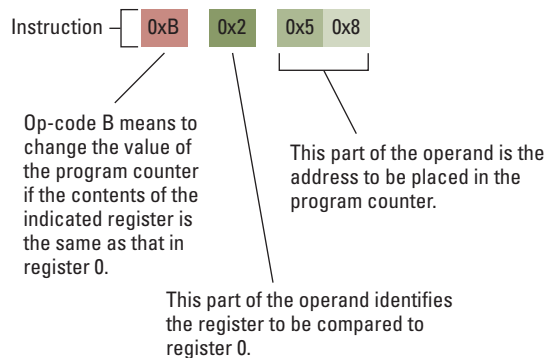 Instruction
0xB 0x2 0x5 0x8
Op-code B means to
change the value of
the program counter
if the contents of the
indicated register is
the same as that in
register 0.
This part of the operand is the
address to be placed in the
program counter.
This part of the operand identifies
the register to be compared to
register 0.